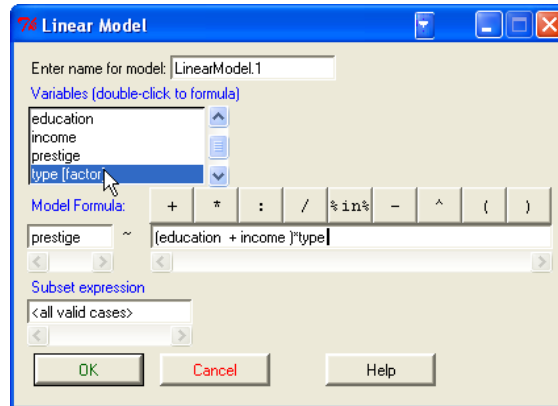 Linear Model
Enter name for model: LinearModel.1
Variables (double-click to formula)
education
income
prestige
type [factor]
Model Formula: + * : / %in% - ^ ( )
prestige ~ (education + income )*type
Subset expression
<all valid cases>
OK Cancel Help